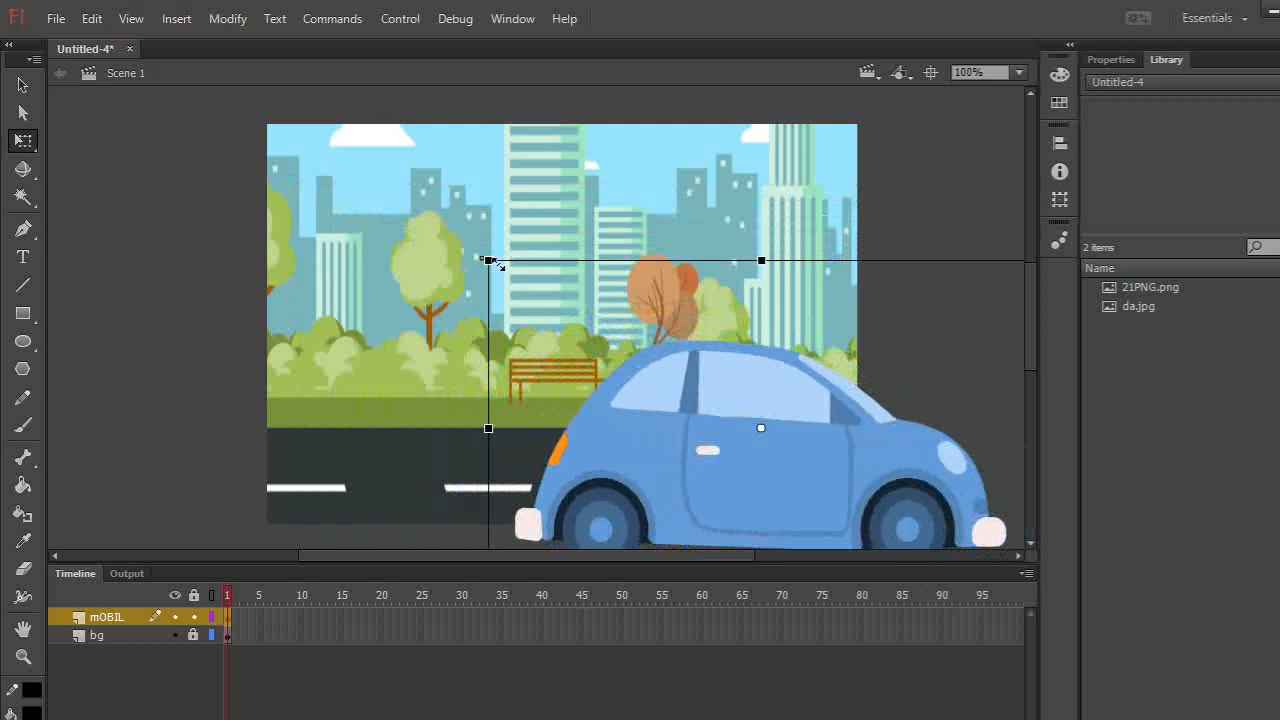 Fl File Edit View Insert Modify Text Commands Control Debug Window Help Essentials
Untitled-4* ×
Scene 1 100%
Properties Library
Untitled-4
2 items
Name
21PNG.png
da.jpg
Timeline Output
1 5 10 15 20 25 30 35 40 45 50 55 60 65 70 75 80 85 90 95
mOBIL
bg